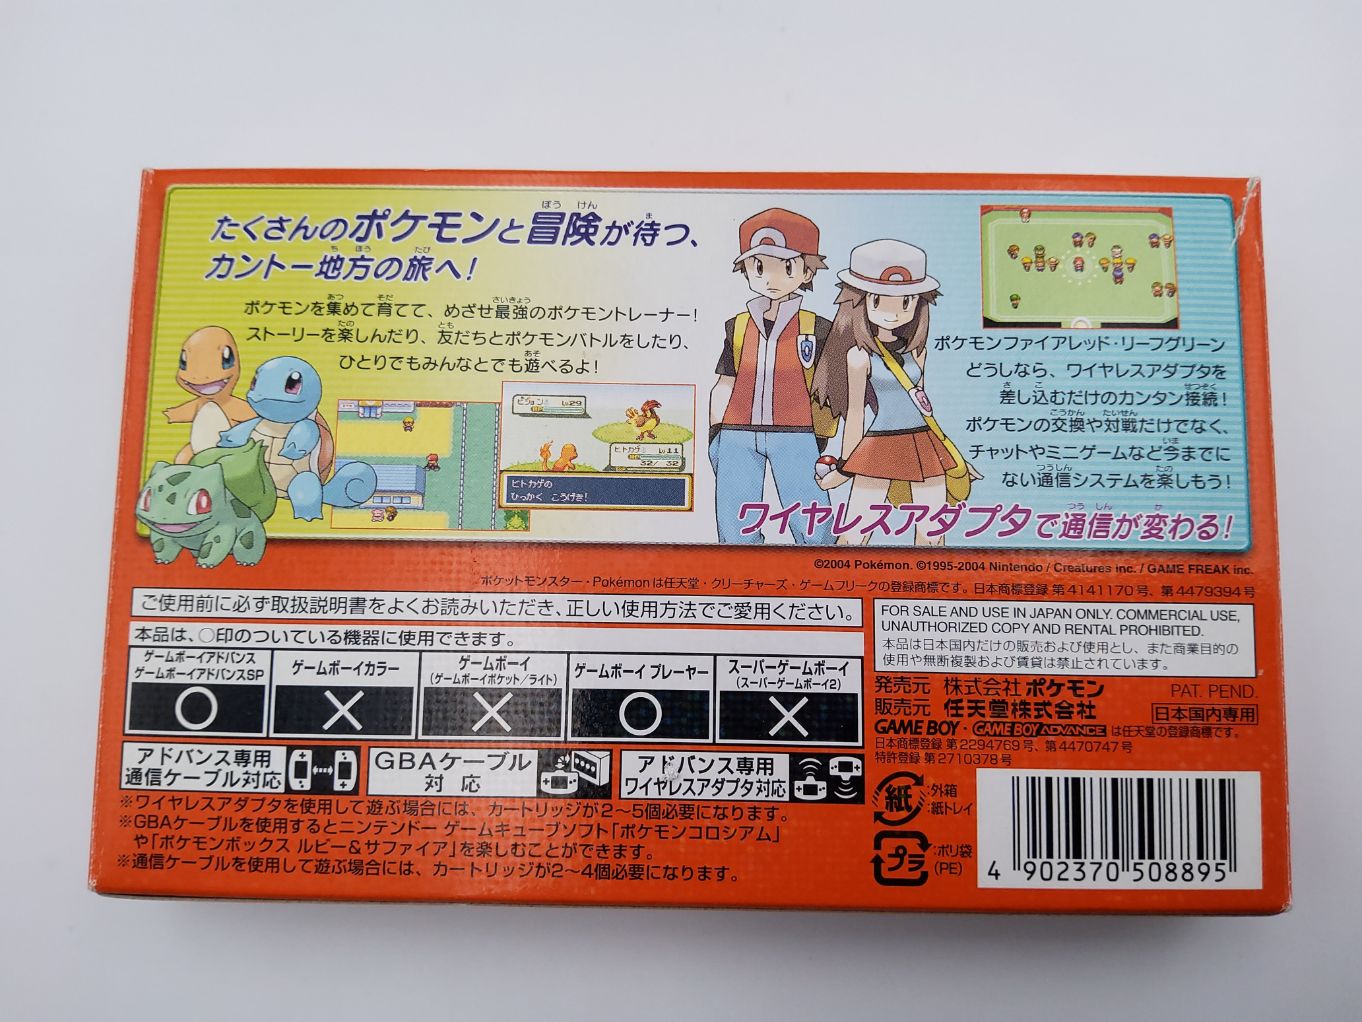 たくさんのポケモンと冒険が待つ、
カントー地方の旅へ!
ポケモンを集めて育てて、めざせ最強のポケモントレーナー!
ストーリーを楽しんだり、友だちとポケモンバトルをしたり、
ひとりでもみんなとでも遊べるよ!
ピジョン♂ Lv29
ヒトカゲ♂ Lv11
32/ 32
ヒトカゲの
ひっかく こうげき!
ポケモンファイアレッド・リーフグリーン
どうしなら、ワイヤレスアダプタを
差し込むだけのカンタン接続!
ポケモンの交換や対戦だけでなく、
チャットやミニゲームなど今までに
ない通信システムを楽しもう!
ワイヤレスアダプタで通信が変わる!
©2004 Pokémon. ©1995-2004 Nintendo / Creatures inc. / GAME FREAK inc.
ポケットモンスター・Pokémonは任天堂・クリーチャーズ・ゲームフリークの登録商標です。日本商標登録 第4141170号、第4479394号
ご使用前に必ず取扱説明書をよくお読みいただき、正しい使用方法でご愛用ください。
本品は、○印のついている機器に使用できます。
ゲームボーイアドバンス
ゲームボーイアドバンスSP
○
ゲームボーイカラー
×
ゲームボーイ
(ゲームボーイポケット/ライト)
×
ゲームボーイ プレーヤー
○
スーパーゲームボーイ
(スーパーゲームボーイ2)
×
アドバンス専用
通信ケーブル対応
GBAケーブル
対応
アドバンス専用
ワイヤレスアダプタ対応
※ワイヤレスアダプタを使用して遊ぶ場合には、カートリッジが2〜5個必要になります。
※GBAケーブルを使用するとニンテンドー ゲームキューブソフト「ポケモンコロシアム」
や「ポケモンボックス ルビー&サファイア」を楽しむことができます。
※通信ケーブルを使用して遊ぶ場合には、カートリッジが2〜4個必要になります。
FOR SALE AND USE IN JAPAN ONLY. COMMERCIAL USE,
UNAUTHORIZED COPY AND RENTAL PROHIBITED.
本品は日本国内だけの販売および使用とし、また商業目的の
使用や無断複製および賃貸は禁止されています。
発売元 株式会社 ポケモン
PAT. PEND.
販売元 任天堂株式会社
日本国内専用
GAME BOY・GAME BOY ADVANCE は任天堂の登録商標です。
日本商標登録 第2294769号、第4470747号
特許登録 第2710378号
紙
:外箱
:紙トレイ
プラ
:ポリ袋
(PE)
4 902370 508895